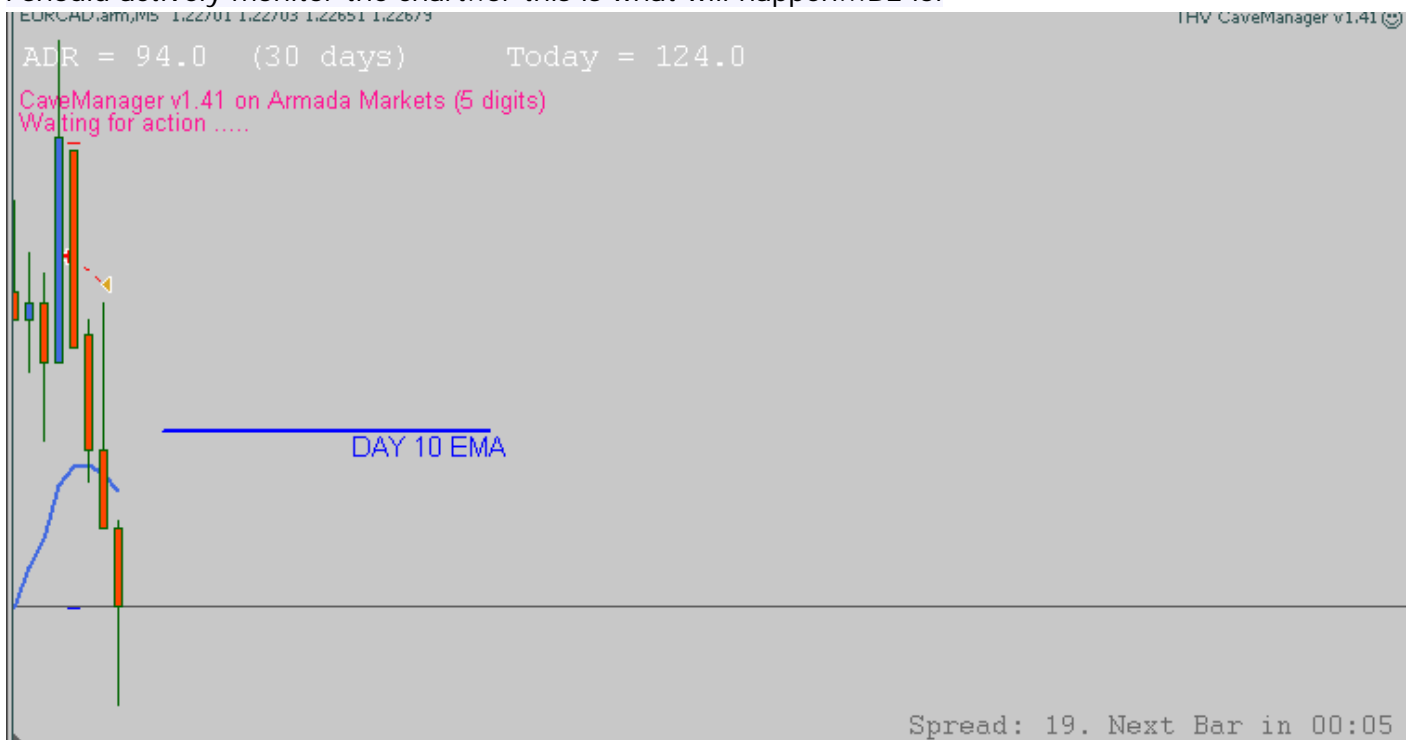 EURCAD.arm,M5 1.22701 1.22703 1.22651 1.22679
THV CaveManager v1.41
ADR = 94.0 (30 days) Today = 124.0
CaveManager v1.41 on Armada Markets (5 digits)
Waiting for action .....
DAY 10 EMA
Spread: 19. Next Bar in 00:05